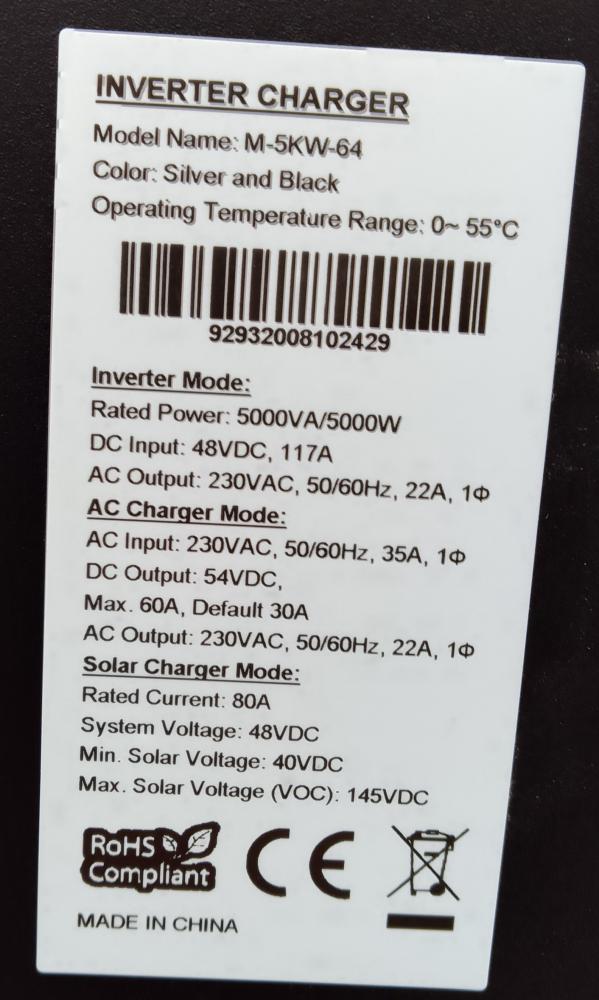 INVERTER CHARGER
Model Name: M-5KW-64
Color: Silver and Black
Operating Temperature Range: 0~ 55°C
92932008102429
Inverter Mode:
Rated Power: 5000VA/5000W
DC Input: 48VDC, 117A
AC Output: 230VAC, 50/60Hz, 22A, 1Φ
AC Charger Mode:
AC Input: 230VAC, 50/60Hz, 35A, 1Φ
DC Output: 54VDC,
Max. 60A, Default 30A
AC Output: 230VAC, 50/60Hz, 22A, 1Φ
Solar Charger Mode:
Rated Current: 80A
System Voltage: 48VDC
Min. Solar Voltage: 40VDC
Max. Solar Voltage (VOC): 145VDC
RoHS
Compliant
CE
MADE IN CHINA